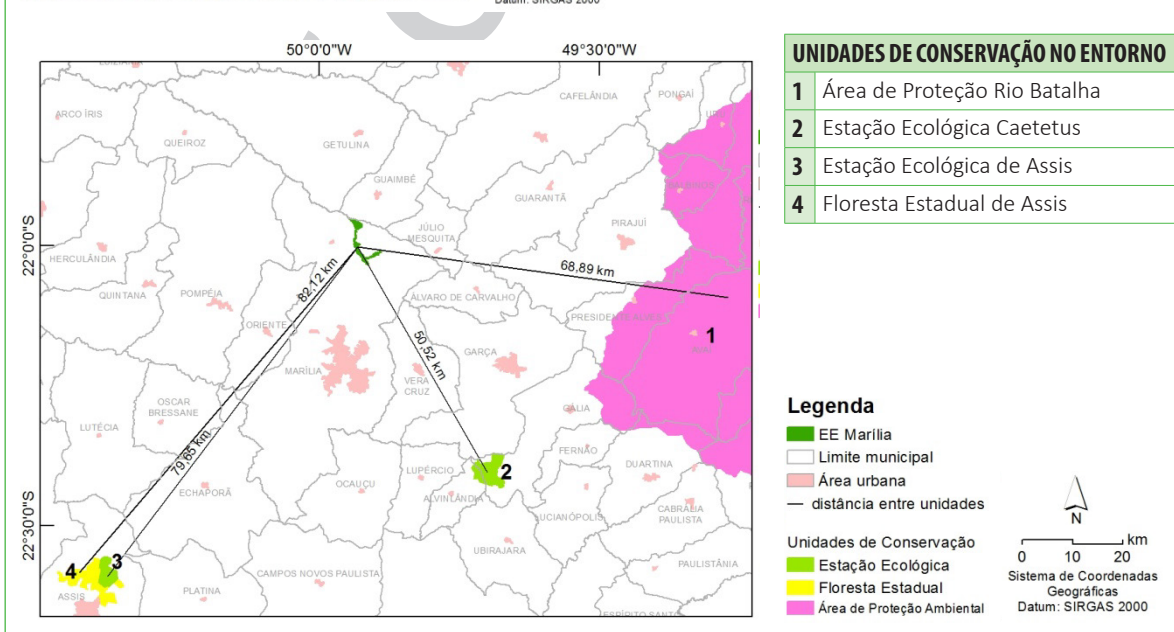 Datum: SIRGAS 2000
50°0'0"W
49°30'0"W
22°0'0"S
22°30'0"S
ARCO ÍRIS
QUEIROZ
GETULINA
CAFELÂNDIA
PONGAÍ
GUAIMBÊ
GUARANTÃ
JÚLIO
MESQUITA
PIRAJUÍ
HERCULÂNDIA
QUINTANA
POMPÉIA
82,12 km
68,89 km
ÁLVARO DE CARVALHO
PRESIDENTE ALVES
ORIENTE
50,52 km
GARÇA
1
MARÍLIA
VERA
CRUZ
OSCAR
BRESSANE
LUTÉCIA
GÁLIA
79,65 km
FERNÃO
DUARTINA
ECHAPORÃ
OCAUÇU
LUPÉRCIO
2
ALVINLÂNDIA
LUCIANÓPOLIS
CABRÁLIA
PAULISTA
UBIRAJARA
4
3
ASSIS
PLATINA
CAMPOS NOVOS PAULISTA
PAULISTÂNIA
ESPÍRITO SANTO
UNIDADES DE CONSERVAÇÃO NO ENTORNO
1 Área de Proteção Rio Batalha
2 Estação Ecológica Caetetus
3 Estação Ecológica de Assis
4 Floresta Estadual de Assis
Legenda
EE Marília
Limite municipal
Área urbana
distância entre unidades
Unidades de Conservação
Estação Ecológica
Floresta Estadual
Área de Proteção Ambiental
N
km
0 10 20
Sistema de Coordenadas
Geográficas
Datum: SIRGAS 2000